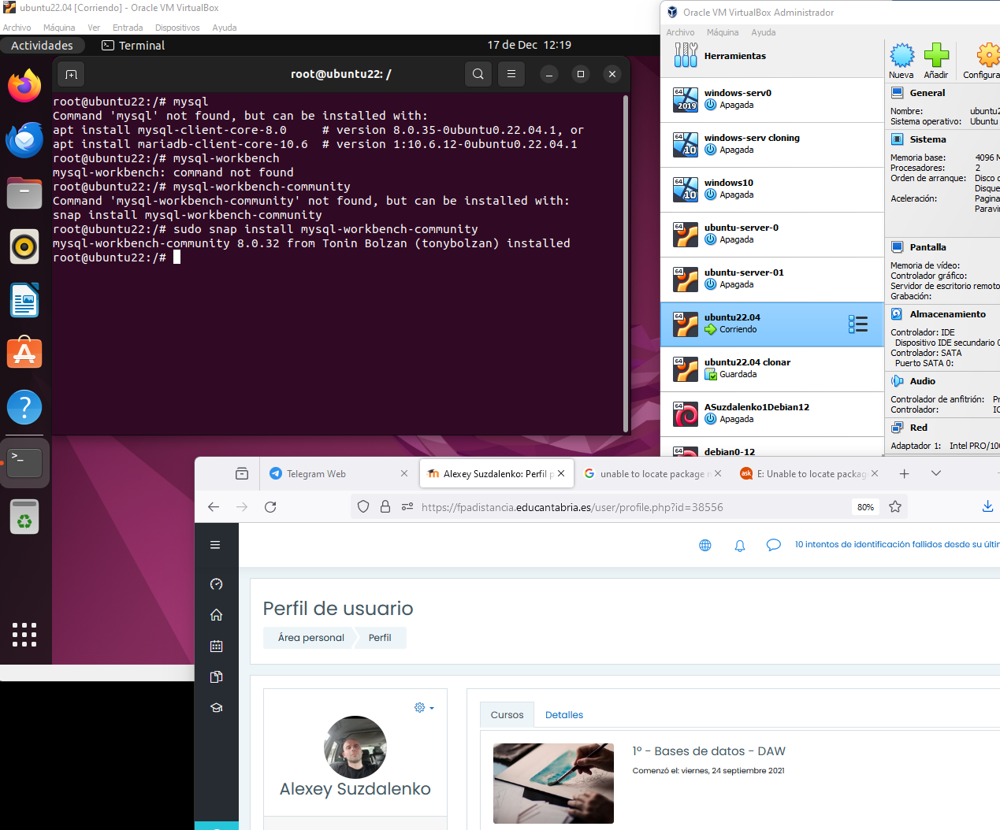 ubuntu22.04 [Corriendo] - Oracle VM VirtualBox
Archivo Máquina Ver Entrada Dispositivos Ayuda
Actividades Terminal 17 de Dec 12:19
root@ubuntu22: /
root@ubuntu22:/# mysql
Command 'mysql' not found, but can be installed with:
apt install mysql-client-core-8.0     # version 8.0.35-0ubuntu0.22.04.1, or
apt install mariadb-client-core-10.6  # version 1:10.6.12-0ubuntu0.22.04.1
root@ubuntu22:/# mysql-workbench
mysql-workbench: command not found
root@ubuntu22:/# mysql-workbench-community
Command 'mysql-workbench-community' not found, but can be installed with:
snap install mysql-workbench-community
root@ubuntu22:/# sudo snap install mysql-workbench-community
mysql-workbench-community 8.0.32 from Tonin Bolzan (tonybolzan) installed
root@ubuntu22:/#
Oracle VM VirtualBox Administrador
Archivo Máquina Ayuda
Herramientas
Nueva Añadir Configura
64 2019 windows-serv0
Apagada
64 10 windows-serv cloning
Apagada
64 10 windows10
Apagada
64 ubuntu-server-0
Apagada
64 ubuntu-server-01
Apagada
64 ubuntu22.04
Corriendo
64 ubuntu22.04 clonar
Guardada
64 ASuzdalenko1Debian12
Apagada
64 debian0-12
General
Nombre: ubuntu2
Sistema operativo: Ubuntu
Sistema
Memoria base: 4096 M
Procesadores: 2
Orden de arranque: Disco
Disque
Aceleración: Pagina
Paravir
Pantalla
Memoria de vídeo:
Controlador gráfico:
Servidor de escritorio remoto
Grabación:
Almacenamiento
Controlador: IDE
Dispositivo IDE secundario
Controlador: SATA
Puerto SATA 0:
Audio
Controlador de anfitrión: Pr
Controlador: IC
Red
Adaptador 1: Intel PRO/100
Telegram Web
Alexey Suzdalenko: Perfil p
unable to locate package
ask E: Unable to locate packag
https://fpadistancia.educantabria.es/user/profile.php?id=38556 80%
10 intentos de identificación fallidos desde su últin
Perfil de usuario
Área personal Perfil
Alexey Suzdalenko
Cursos Detalles
1º - Bases de datos - DAW
Comenzó el: viernes, 24 septiembre 2021